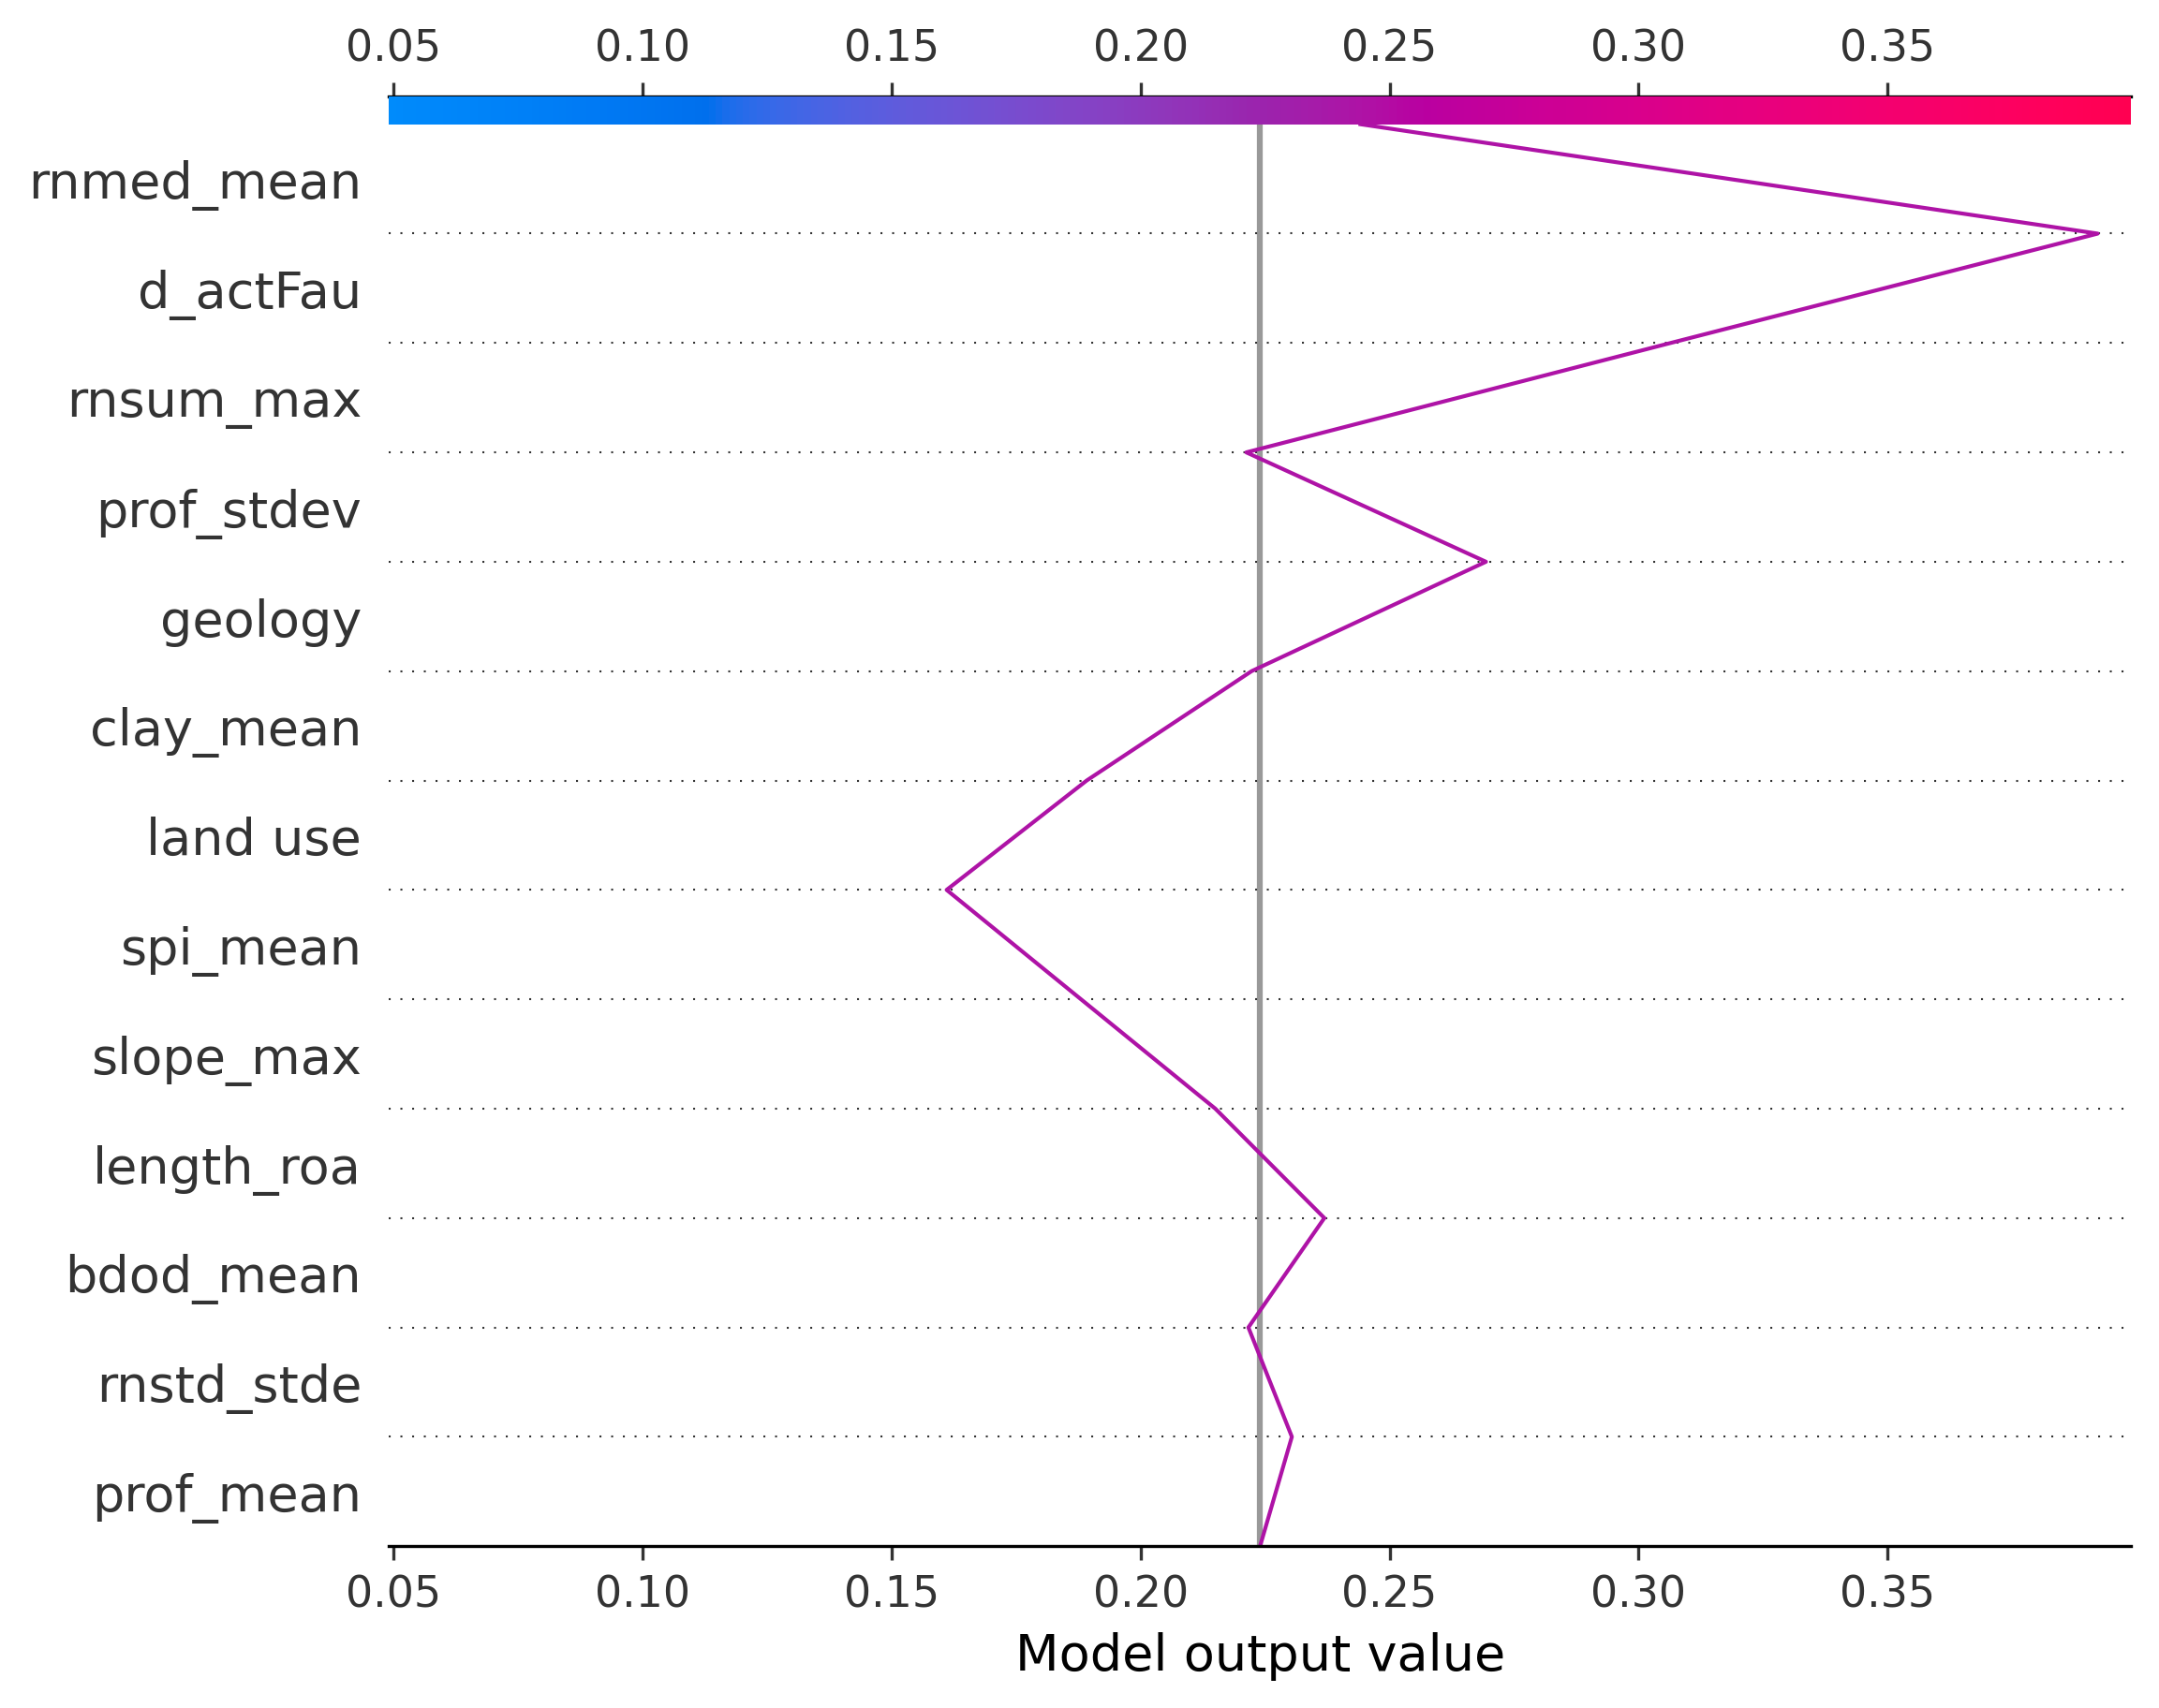 0.05 0.10 0.15 0.20 0.25 0.30 0.35
rnmed_mean
d_actFau
rnsum_max
prof_stdev
geology
clay_mean
land use
spi_mean
slope_max
length_roa
bdod_mean
rnstd_stde
prof_mean
0.05 0.10 0.15 0.20 0.25 0.30 0.35
Model output value